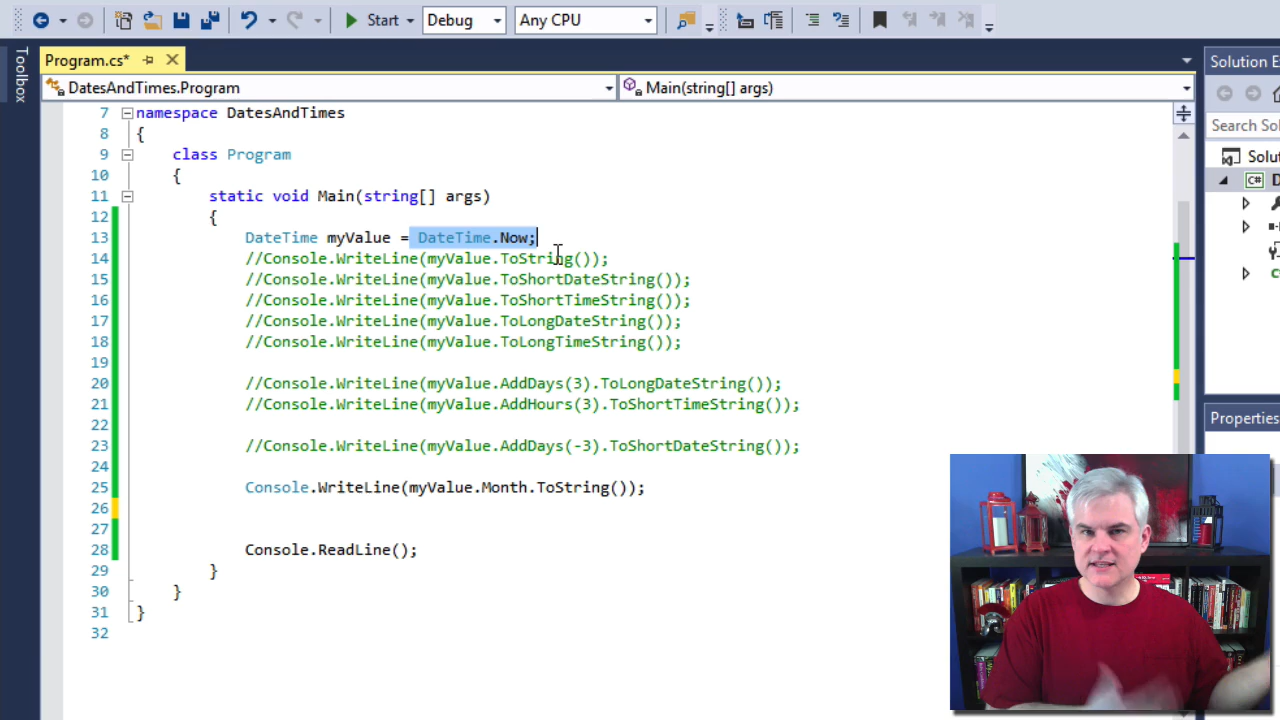 Start Debug Any CPU
Toolbox
Program.cs*
DatesAndTimes.Program
Main(string[] args)
7 namespace DatesAndTimes
8 {
9 class Program
10 {
11 static void Main(string[] args)
12 {
13 DateTime myValue = DateTime.Now;
14 //Console.WriteLine(myValue.ToString());
15 //Console.WriteLine(myValue.ToShortDateString());
16 //Console.WriteLine(myValue.ToShortTimeString());
17 //Console.WriteLine(myValue.ToLongDateString());
18 //Console.WriteLine(myValue.ToLongTimeString());
19
20 //Console.WriteLine(myValue.AddDays(3).ToLongDateString());
21 //Console.WriteLine(myValue.AddHours(3).ToShortTimeString());
22
23 //Console.WriteLine(myValue.AddDays(-3).ToShortDateString());
24
25 Console.WriteLine(myValue.Month.ToString());
26
27
28 Console.ReadLine();
29 }
30 }
31 }
32
Solution E
Search Sol
Solu
C# D
Properties